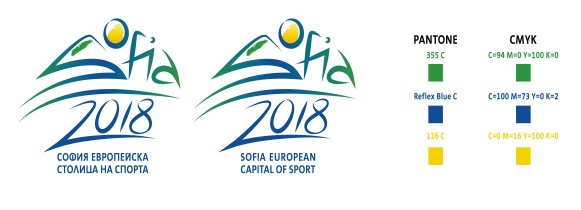 Sofia
2018
СОФИЯ ЕВРОПЕЙСКА
СТОЛИЦА НА СПОРТА
Sofia
2018
SOFIA EUROPEAN
CAPITAL OF SPORT
PANTONE
355 C
Reflex Blue C
116 C
CMYK
C=94 M=0 Y=100 K=0
C=100 M=73 Y=0 K=2
C=0 M=16 Y=100 K=0